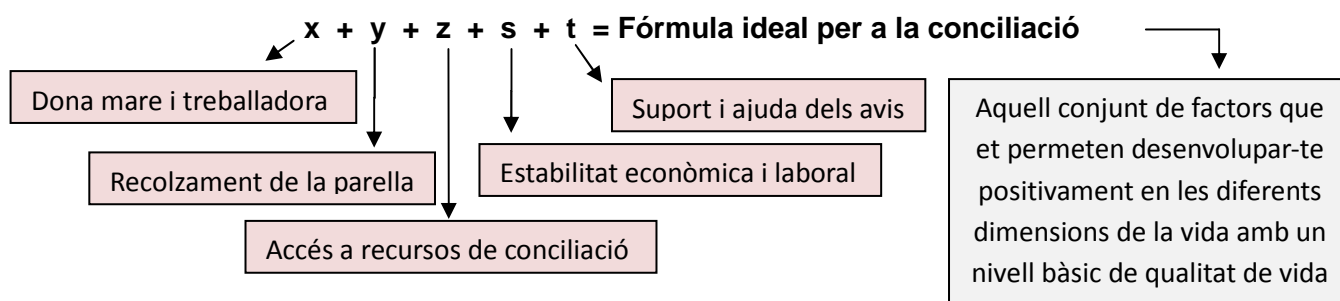 x + y + z + s + t = Fórmula ideal per a la conciliació
Dona mare i treballadora
Suport i ajuda dels avis
Recolzament de la parella
Estabilitat econòmica i laboral
Accés a recursos de conciliació
Aquell conjunt de factors que
et permeten desenvolupar-te
positivament en les diferents
dimensions de la vida amb un
nivell bàsic de qualitat de vida